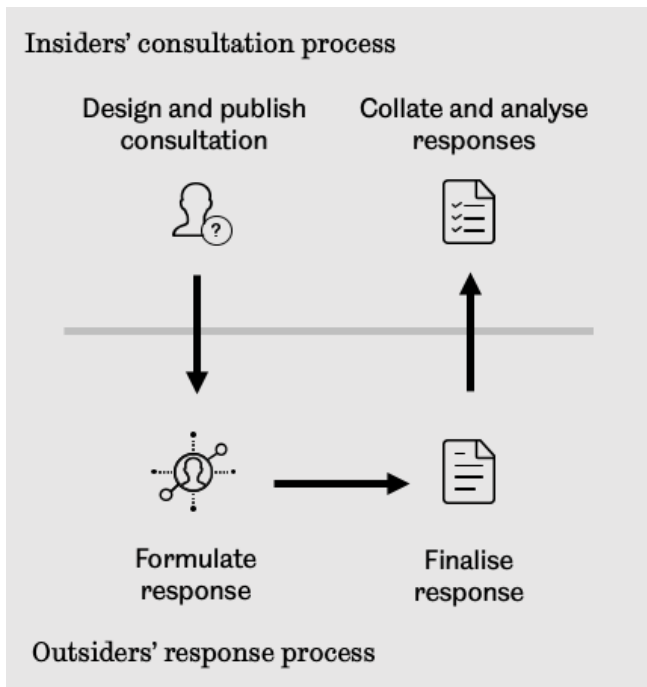 Insiders’ consultation process
Design and publish
consultation
Collate and analyse
responses
?
Formulate
response
Finalise
response
Outsiders’ response process